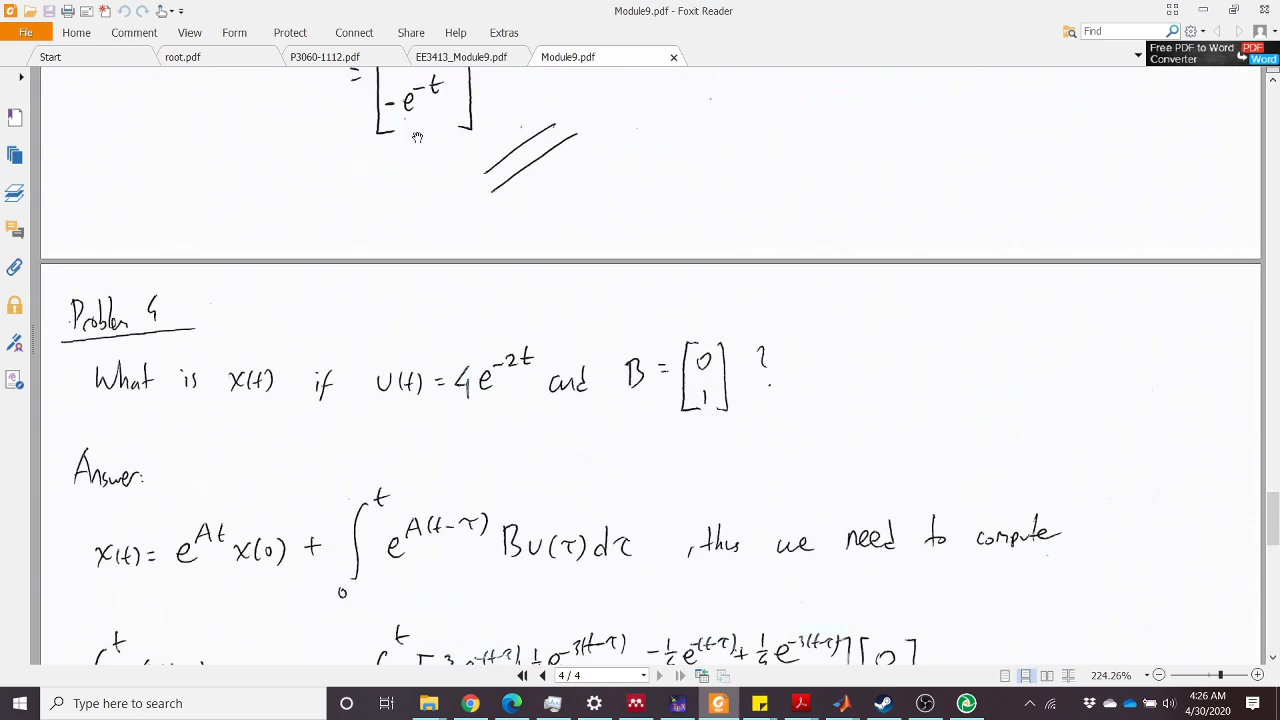 Module9.pdf - Foxit Reader
File Home Comment View Form Protect Connect Share Help Extras Find
Start root.pdf P3060-1112.pdf EE3413_Module9.pdf Module9.pdf
Free PDF to Word Converter PDF Word
= [ - e^{-t} ]
Problem 4
What is x(t) if u(t) = 4e^{-2t} and B = [0 1] ?
Answer:
x(t) = e^{At} x(0) + ∫_0^t e^{A(t-τ)} Bu(τ)dτ , thus we need to compute
4 / 4 224.26%
Type here to search
4:26 AM
4/30/2020